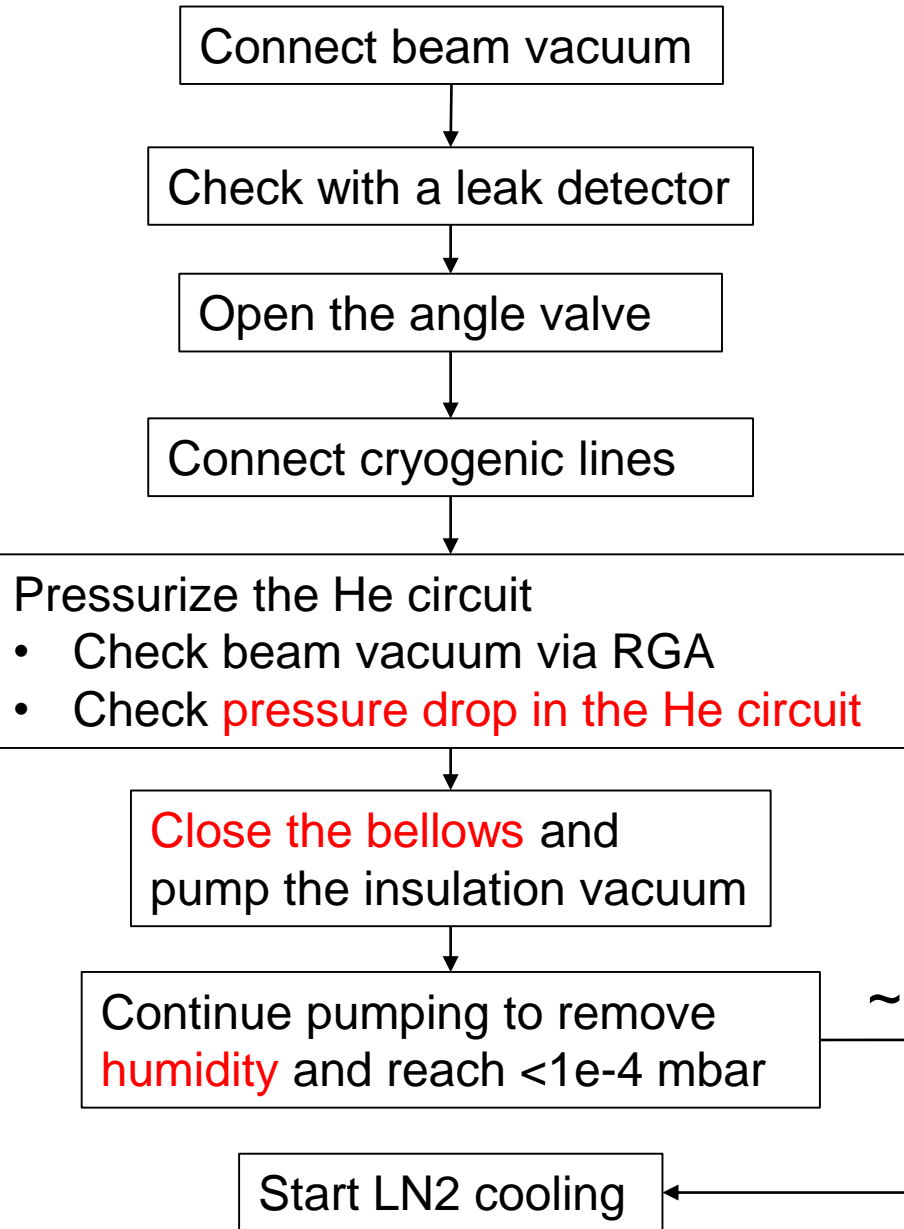 Connect beam vacuum
Check with a leak detector
Open the angle valve
Connect cryogenic lines
Pressurize the He circuit
• Check beam vacuum via RGA
• Check pressure drop in the He circuit
Close the bellows and
pump the insulation vacuum
~
Continue pumping to remove
humidity and reach <1e-4 mbar
Start LN2 cooling